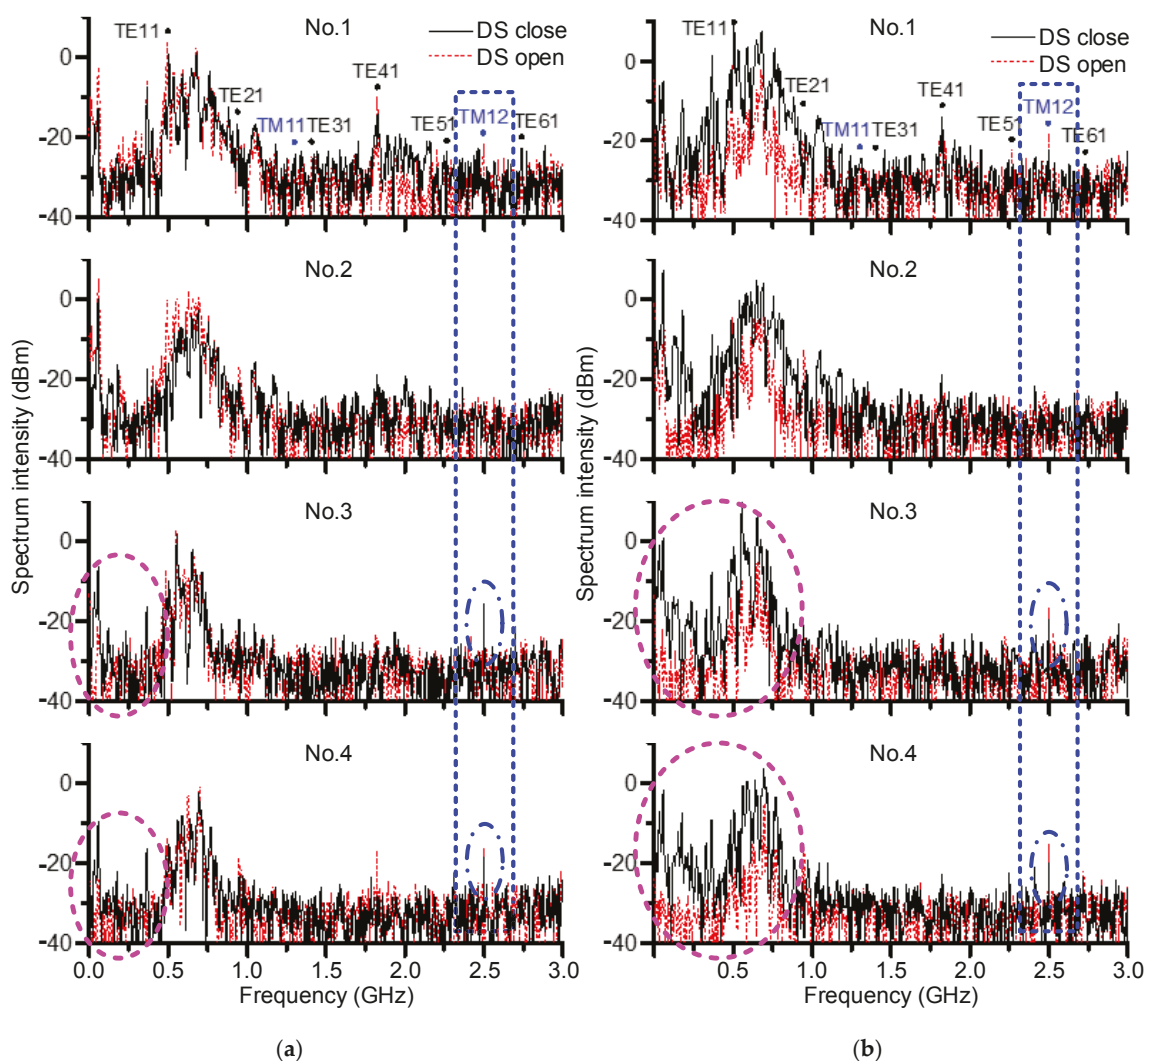 No.1
DS close
DS open
TE11
TE21
TM11
TE31
TE41
TE51
TM12
TE61
0
−20
−40
No.2
0
−20
−40
No.3
0
−20
−40
No.4
0
−20
−40
0.0 0.5 1.0 1.5 2.0 2.5 3.0
Spectrum intensity (dBm)
Frequency (GHz)
(a)
No.1
DS close
DS open
TE11
TE21
TM11
TE31
TE41
TE51
TM12
TE61
0
−20
−40
No.2
0
−20
−40
No.3
0
−20
−40
No.4
0
−20
−40
0.5 1.0 1.5 2.0 2.5 3.0
Spectrum intensity (dBm)
Frequency (GHz)
(b)